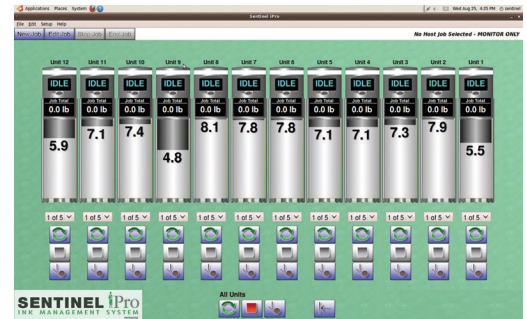 Applications Places System Wed Aug 25, 4:25 PM sentinel
Sentinel iPro
File Edit Setup Help
New Job Edit Job Stop Job End Job No Host Job Selected - MONITOR ONLY
Unit 12 Unit 11 Unit 10 Unit 9 Unit 8 Unit 7 Unit 6 Unit 5 Unit 4 Unit 3 Unit 2 Unit 1
IDLE IDLE IDLE IDLE IDLE IDLE IDLE IDLE IDLE IDLE IDLE IDLE
Job Total Job Total Job Total Job Total Job Total Job Total Job Total Job Total Job Total Job Total Job Total Job Total
0.0 lb 0.0 lb 0.0 lb 0.0 lb 0.0 lb 0.0 lb 0.0 lb 0.0 lb 0.0 lb 0.0 lb 0.0 lb 0.0 lb
5.9 7.1 7.4 4.8 8.1 7.8 7.8 7.1 7.1 7.3 7.9 5.5
1 of 5 1 of 5 1 of 5 1 of 5 1 of 5 1 of 5 1 of 5 1 of 5 1 of 5 1 of 5 1 of 5 1 of 5
All Units
SENTINEL iPro
INK MANAGEMENT SYSTEM